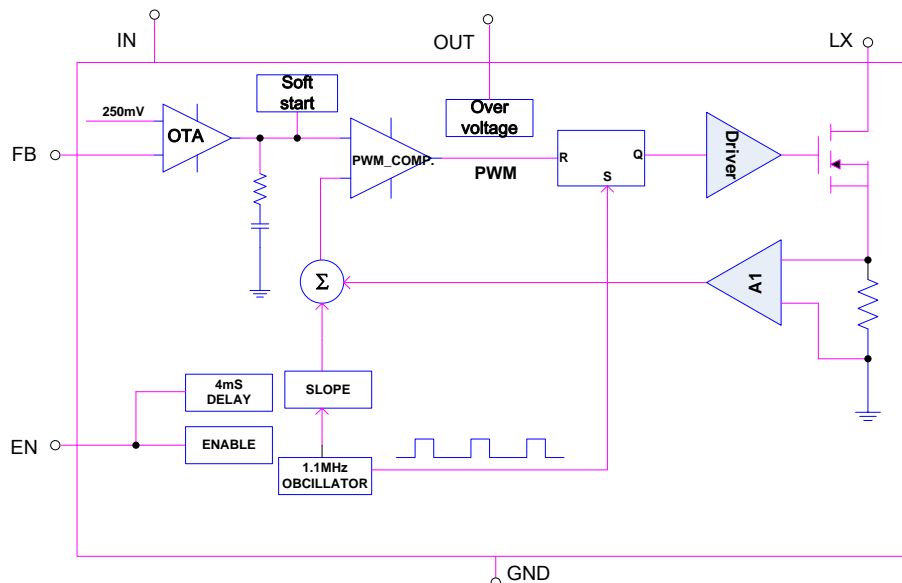 IN
OUT
LX
Soft
start
250mV
OTA
Over
voltage
FB
PWM_COMP.
PWM
R
Q
S
Driver
Σ
A1
4mS
DELAY
SLOPE
EN
ENABLE
1.1MHz
OBCILLATOR
GND